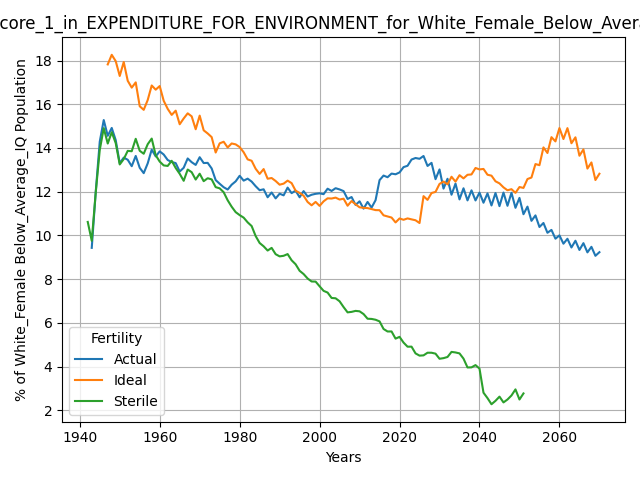 core_1_in_EXPENDITURE_FOR_ENVIRONMENT_for_White_Female_Below_Avera
% of White_Female Below_Average_IQ Population
18
16
14
12
10
8
6
4
2
Fertility
Actual
Ideal
Sterile
1940 1960 1980 2000 2020 2040 2060
Years